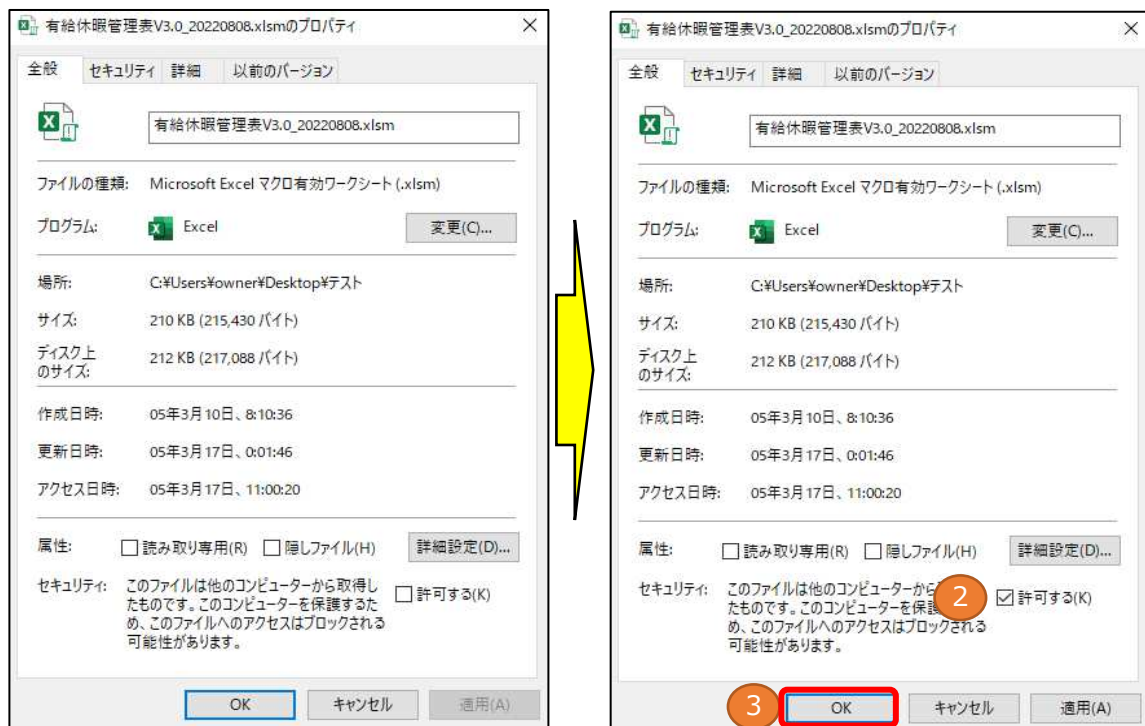 有給休暇管理表V3.0_20220808.xlsmのプロパティ
全般 セキュリティ 詳細 以前のバージョン
有給休暇管理表V3.0_20220808.xlsm
ファイルの種類: Microsoft Excel マクロ有効ワークシート (.xlsm)
プログラム: Excel 変更(C)...
場所: C:¥Users¥owner¥Desktop¥テスト
サイズ: 210 KB (215,430 バイト)
ディスク上
のサイズ: 212 KB (217,088 バイト)
作成日時: 05年3月10日、8:10:36
更新日時: 05年3月17日、0:01:46
アクセス日時: 05年3月17日、11:00:20
属性: 読み取り専用(R) 隠しファイル(H) 詳細設定(D)...
セキュリティ: このファイルは他のコンピューターから取得し
たものです。このコンピューターを保護するた
め、このファイルへのアクセスはブロックされる
可能性があります。
許可する(K)
OK キャンセル 適用(A)
有給休暇管理表V3.0_20220808.xlsmのプロパティ
全般 セキュリティ 詳細 以前のバージョン
有給休暇管理表V3.0_20220808.xlsm
ファイルの種類: Microsoft Excel マクロ有効ワークシート (.xlsm)
プログラム: Excel 変更(C)...
場所: C:¥Users¥owner¥Desktop¥テスト
サイズ: 210 KB (215,430 バイト)
ディスク上
のサイズ: 212 KB (217,088 バイト)
作成日時: 05年3月10日、8:10:36
更新日時: 05年3月17日、0:01:46
アクセス日時: 05年3月17日、11:00:20
属性: 読み取り専用(R) 隠しファイル(H) 詳細設定(D)...
セキュリティ: このファイルは他のコンピューターから
たものです。このコンピューターを保
め、このファイルへのアクセスはブロックされる
可能性があります。
2 許可する(K)
3 OK キャンセル 適用(A)